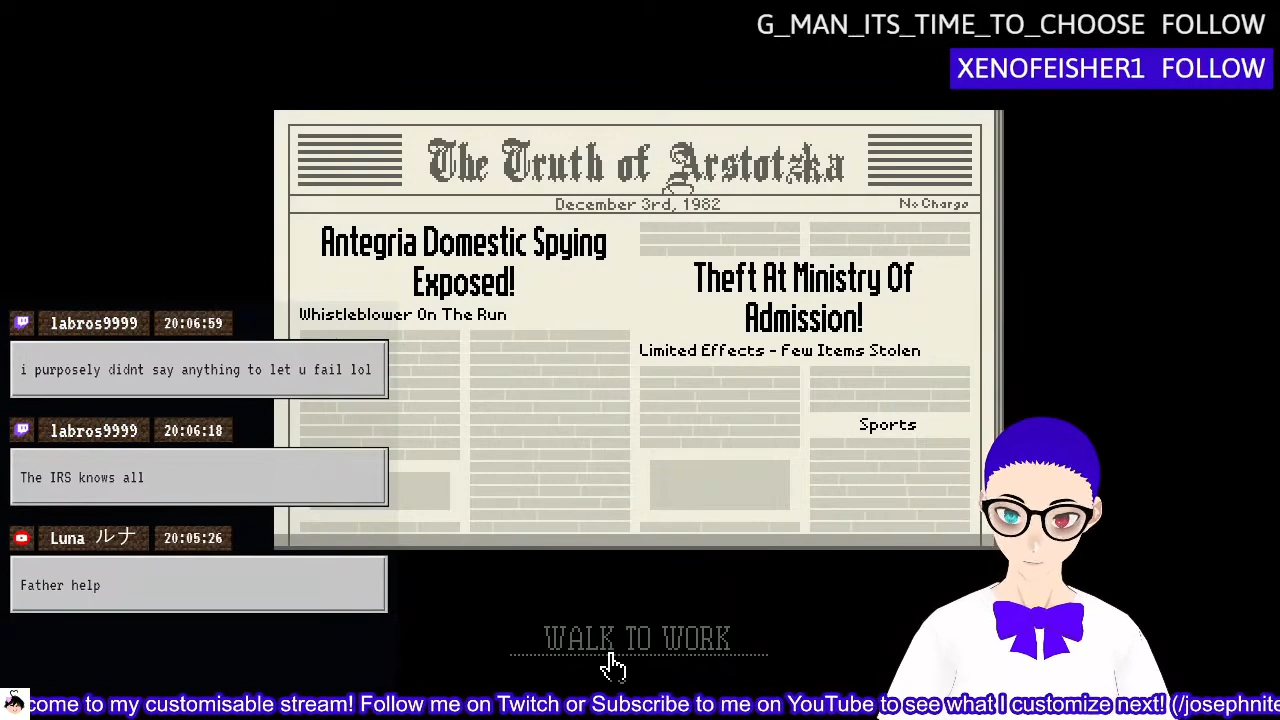 G_MAN_ITS_TIME_TO_CHOOSE FOLLOW
XENOFEISHER1 FOLLOW
The Truth of Arstotzka
December 3rd, 1982
No Charge
Antegria Domestic Spying
Exposed!
Whistleblower On The Run
Theft At Ministry Of
Admission!
Limited Effects - Few Items Stolen
Sports
labros9999 20:06:59
i purposely didnt say anything to let u fail lol
labros9999 20:06:18
The IRS knows all
Luna ルナ 20:05:26
Father help
WALK TO WORK
come to my customisable stream! Follow me on Twitch or Subscribe to me on YouTube to see what I customize next! (/josephnite